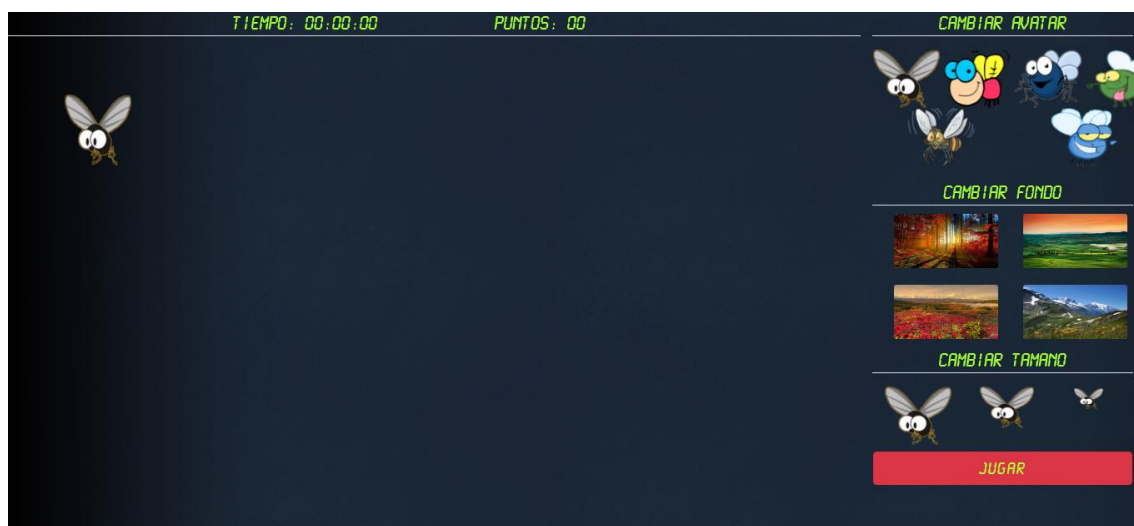 TIEMPO: 00:00:00 PUNTOS: 00
CAMBIAR AVATAR
CAMBIAR FONDO
CAMBIAR TAMANO
JUGAR